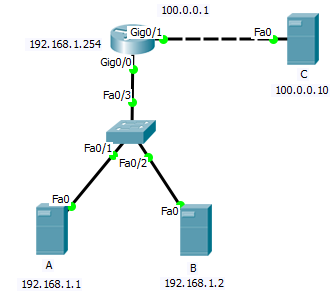 100.0.0.1
Gig0/1
Fa0
192.168.1.254
C
Gig0/0
100.0.0.10
Fa0/3
Fa0/1
Fa0/2
Fa0
Fa0
A
B
192.168.1.1
192.168.1.2